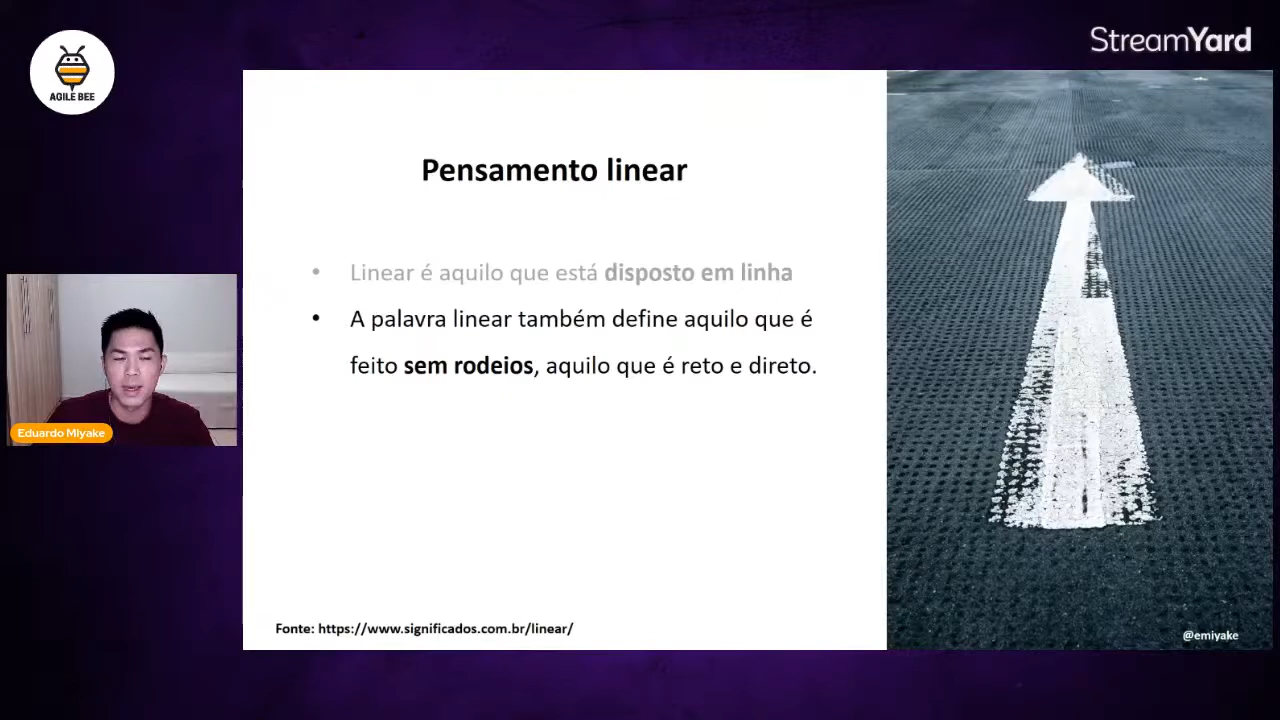 AGILE BEE
StreamYard
Pensamento linear
• Linear é aquilo que está disposto em linha
• A palavra linear também define aquilo que é
feito sem rodeios, aquilo que é reto e direto.
Eduardo Miyake
Fonte: https://www.significados.com.br/linear/
@emiyake